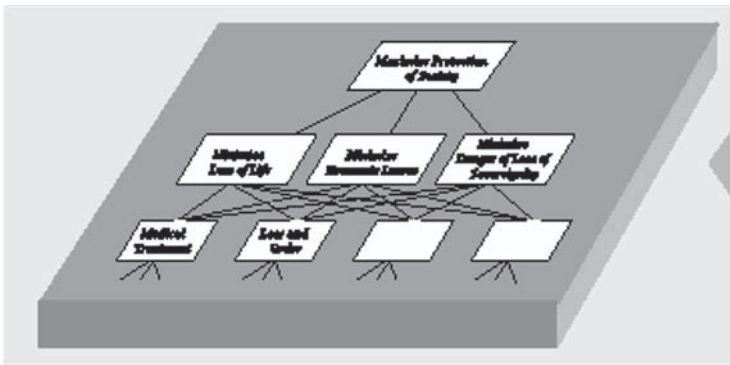 Maximize Protection
of Society
Minimize
Loss of Life
Minimize
Economic Losses
Minimize
Danger of Loss of
Sovereignty
Medical
Treatment
Law and
Order